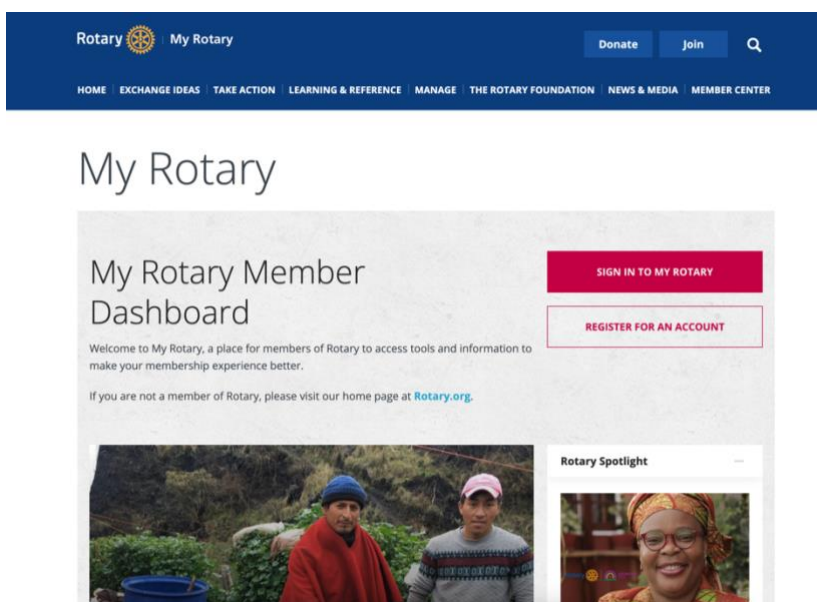 Rotary | My Rotary
Donate
Join
HOME | EXCHANGE IDEAS | TAKE ACTION | LEARNING & REFERENCE | MANAGE | THE ROTARY FOUNDATION | NEWS & MEDIA | MEMBER CENTER
My Rotary
My Rotary Member
Dashboard
SIGN IN TO MY ROTARY
REGISTER FOR AN ACCOUNT
Welcome to My Rotary, a place for members of Rotary to access tools and information to
make your membership experience better.
If you are not a member of Rotary, please visit our home page at Rotary.org.
Rotary Spotlight